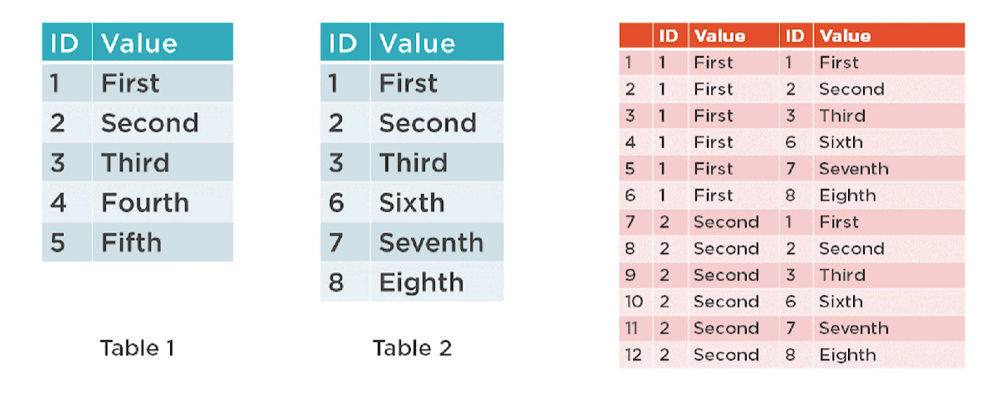 ID Value
1 First
2 Second
3 Third
4 Fourth
5 Fifth
Table 1
ID Value
1 First
2 Second
3 Third
6 Sixth
7 Seventh
8 Eighth
Table 2
ID Value ID Value
1 1 First 1 First
2 1 First 2 Second
3 1 First 3 Third
4 1 First 6 Sixth
5 1 First 7 Seventh
6 1 First 8 Eighth
7 2 Second 1 First
8 2 Second 2 Second
9 2 Second 3 Third
10 2 Second 6 Sixth
11 2 Second 7 Seventh
12 2 Second 8 Eighth